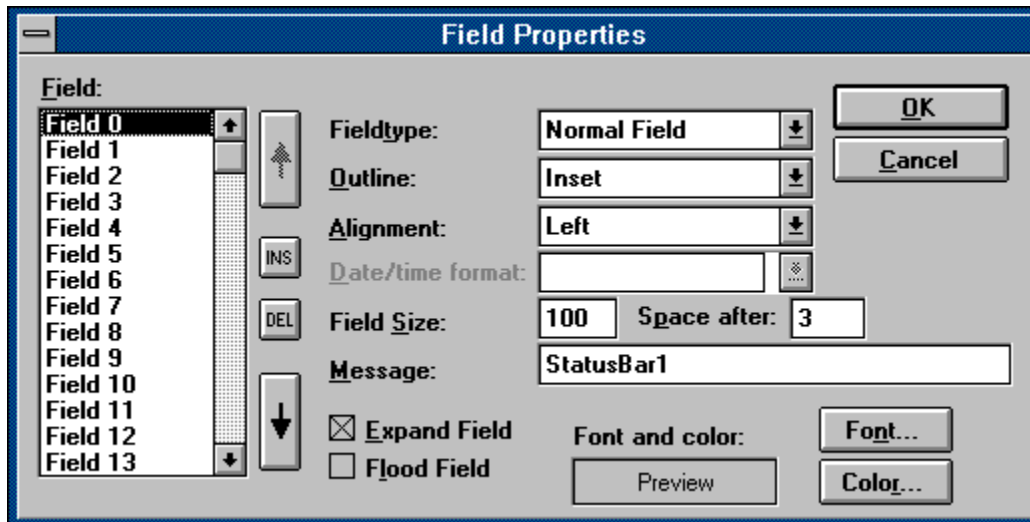 Field Properties
Field:
Field 0
Field 1
Field 2
Field 3
Field 4
Field 5
Field 6
Field 7
Field 8
Field 9
Field 10
Field 11
Field 12
Field 13
INS
DEL
Fieldtype: Normal Field
Outline: Inset
Alignment: Left
Date/time format:
Field Size: 100 Space after: 3
Message: StatusBar1
Expand Field
Flood Field
Font and color:
Preview
OK
Cancel
Font...
Color...